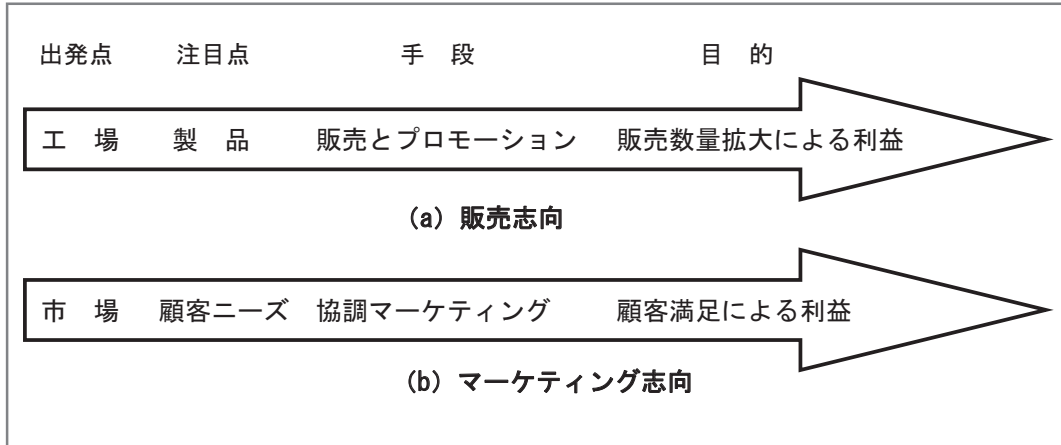 出発点 注目点 手 段 目 的
工 場 製 品 販売とプロモーション 販売数量拡大による利益
(a) 販売志向
市 場 顧客ニーズ 協調マーケティング 顧客満足による利益
(b) マーケティング志向